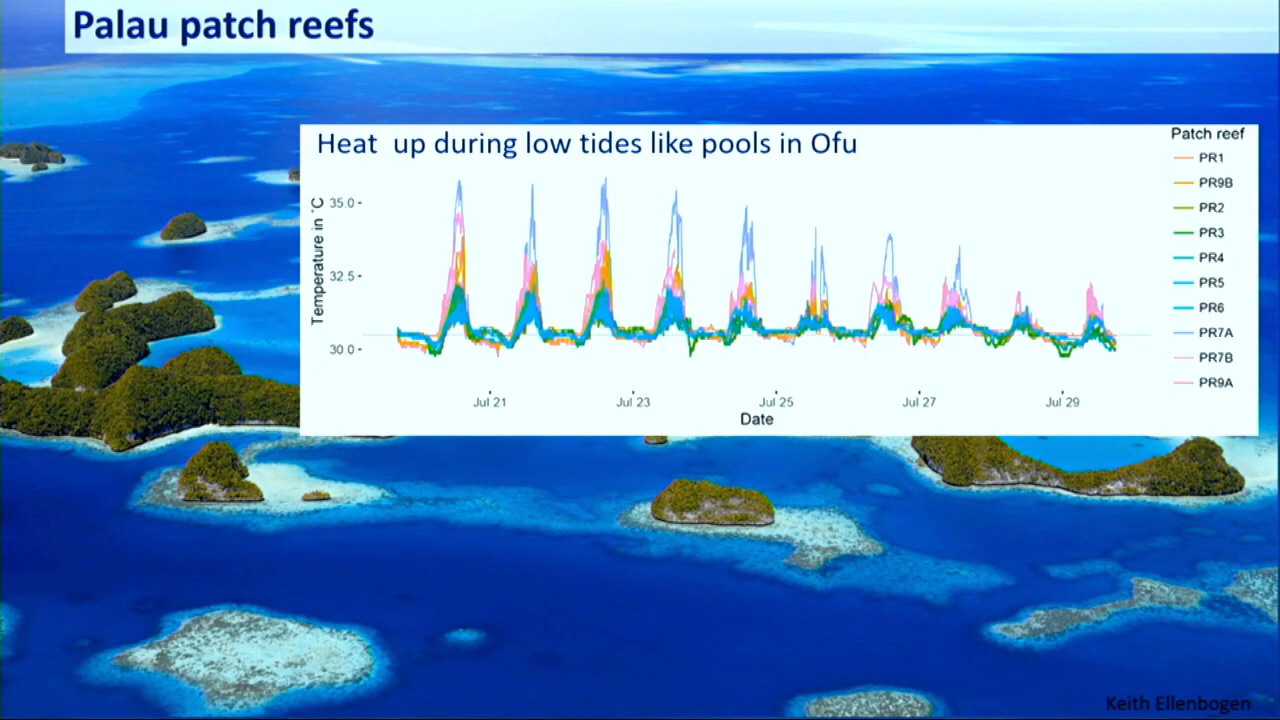 Palau patch reefs
Heat up during low tides like pools in Ofu
Patch reef
PR1
PR9B
PR2
PR3
PR4
PR5
PR6
PR7A
PR7B
PR9A
Temperature in °C
35.0
32.5
30.0
Jul 21
Jul 23
Jul 25
Jul 27
Jul 29
Date
Keith Ellenbogen